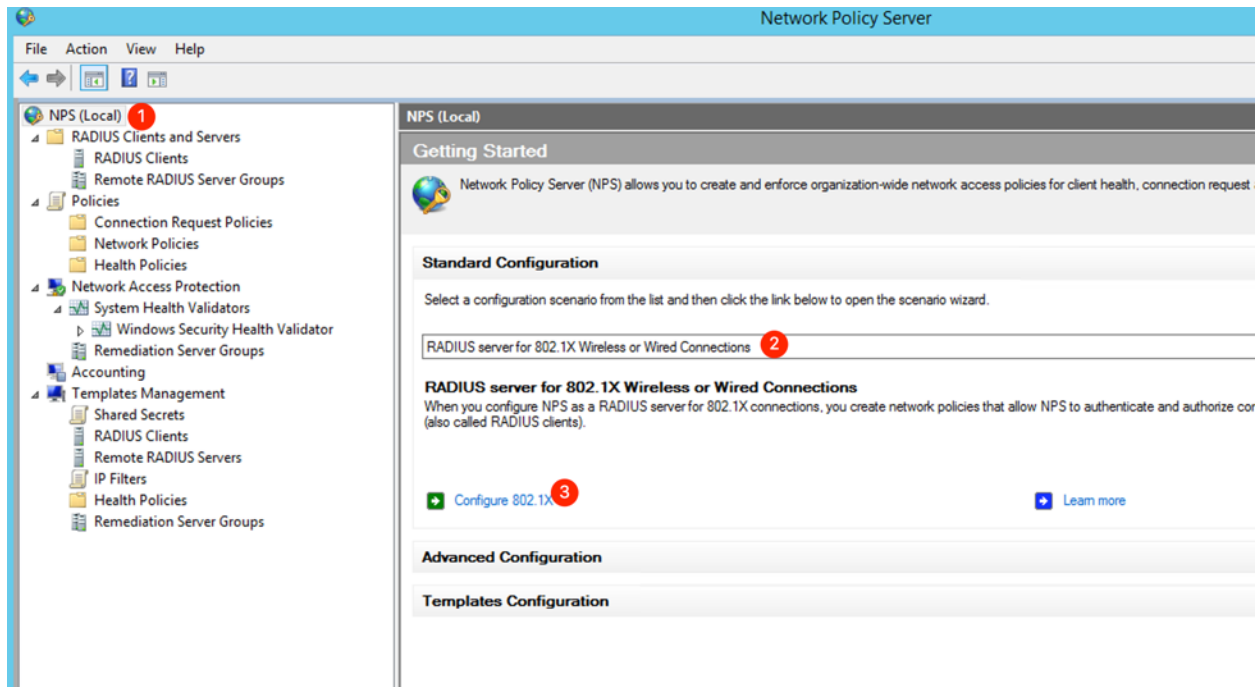 Network Policy Server
File Action View Help
NPS (Local) 1
RADIUS Clients and Servers
RADIUS Clients
Remote RADIUS Server Groups
Policies
Connection Request Policies
Network Policies
Health Policies
Network Access Protection
System Health Validators
Windows Security Health Validator
Remediation Server Groups
Accounting
Templates Management
Shared Secrets
RADIUS Clients
Remote RADIUS Servers
IP Filters
Health Policies
Remediation Server Groups
NPS (Local)
Getting Started
Network Policy Server (NPS) allows you to create and enforce organization-wide network access policies for client health, connection request
Standard Configuration
Select a configuration scenario from the list and then click the link below to open the scenario wizard.
RADIUS server for 802.1X Wireless or Wired Connections 2
RADIUS server for 802.1X Wireless or Wired Connections
When you configure NPS as a RADIUS server for 802.1X connections, you create network policies that allow NPS to authenticate and authorize
(also called RADIUS clients).
Configure 802.1X 3
Learn more
Advanced Configuration
Templates Configuration